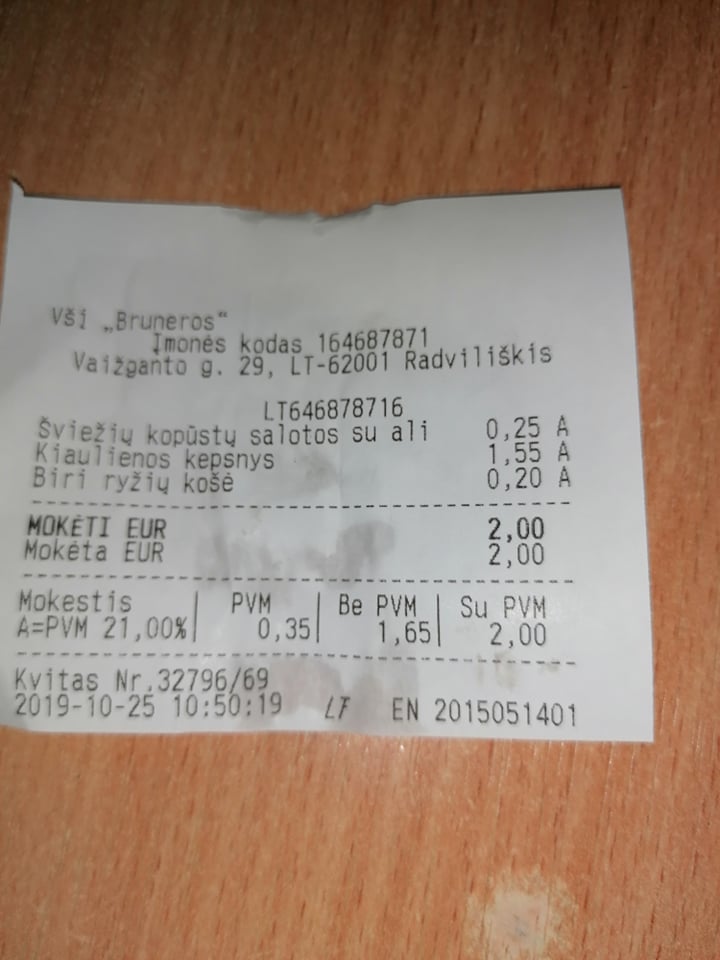 VšĮ „Bruneros“
Įmonės kodas 164687871
Vaižganto g. 29, LT-62001 Radviliškis
LT646878716
Šviežių kopūstų salotos su ali 0,25 A
Kiaulienos kepsnys 1,55 A
Biri ryžių košė 0,20 A
MOKĖTI EUR 2,00
Mokėta EUR 2,00
Mokestis | PVM | Be PVM | Su PVM
A=PVM 21,00% | 0,35 | 1,65 | 2,00
Kvitas Nr.32796/69
2019-10-25 10:50:19 LF EN 2015051401